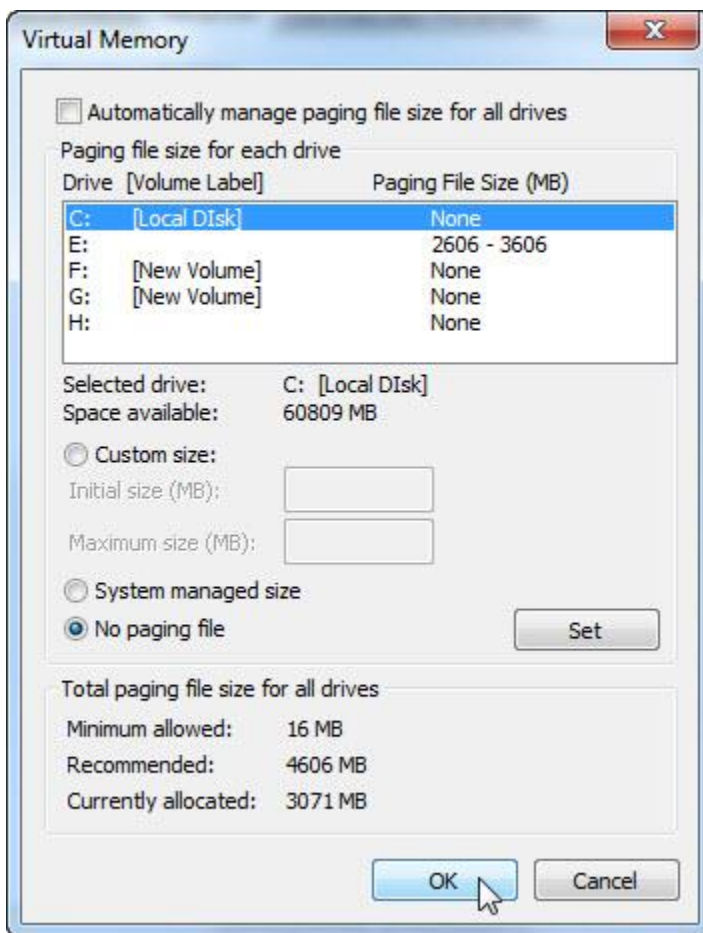 Virtual Memory
Automatically manage paging file size for all drives
Paging file size for each drive
Drive [Volume Label] Paging File Size (MB)
C: [Local DIsk] None
E: 2606 - 3606
F: [New Volume] None
G: [New Volume] None
H: None
Selected drive: C: [Local DIsk]
Space available: 60809 MB
Custom size:
Initial size (MB):
Maximum size (MB):
System managed size
No paging file Set
Total paging file size for all drives
Minimum allowed: 16 MB
Recommended: 4606 MB
Currently allocated: 3071 MB
OK Cancel